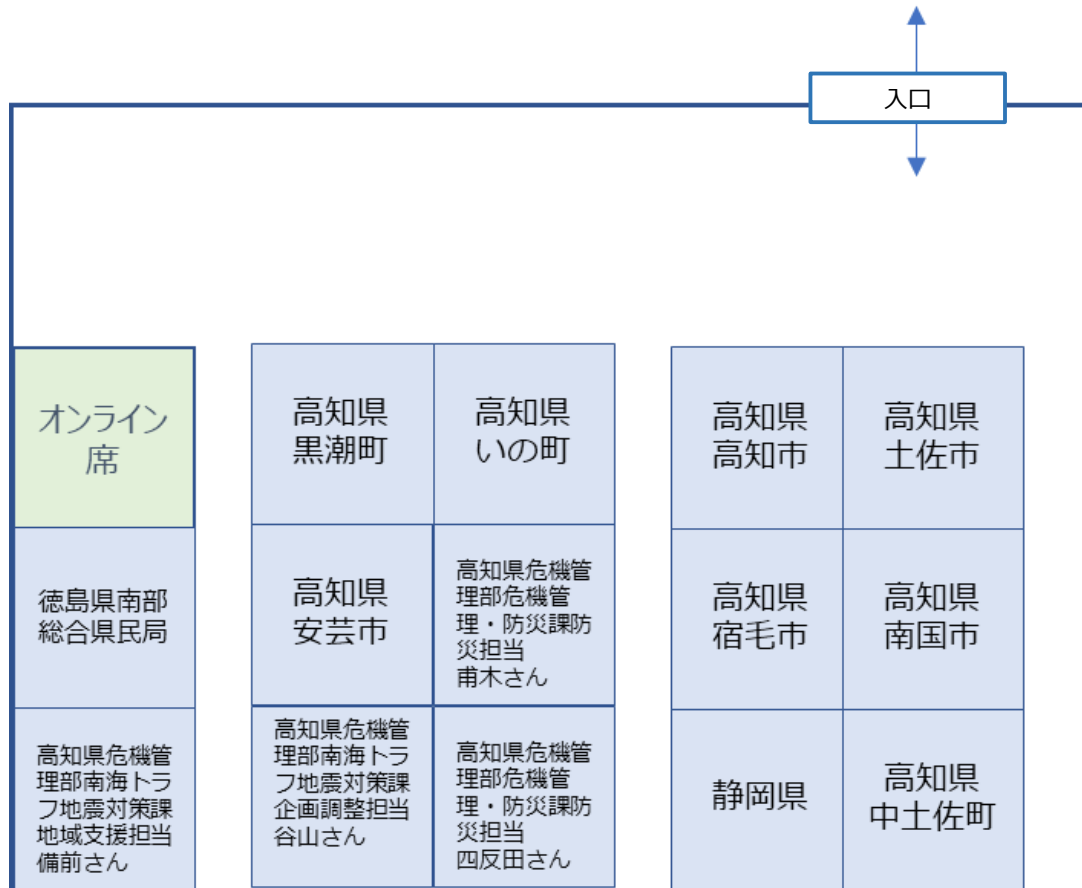 入口
オンライン
席
徳島県南部
総合県民局
高知県危機管
理部南海トラ
フ地震対策課
地域支援担当
備前さん
高知県
黒潮町
高知県
いの町
高知県
安芸市
高知県危機管
理部危機管
理・防災課防
災担当
甫木さん
高知県危機管
理部南海トラ
フ地震対策課
企画調整担当
谷山さん
高知県危機管
理部危機管
理・防災課防
災担当
四反田さん
高知県
高知市
高知県
土佐市
高知県
宿毛市
高知県
南国市
静岡県
高知県
中土佐町